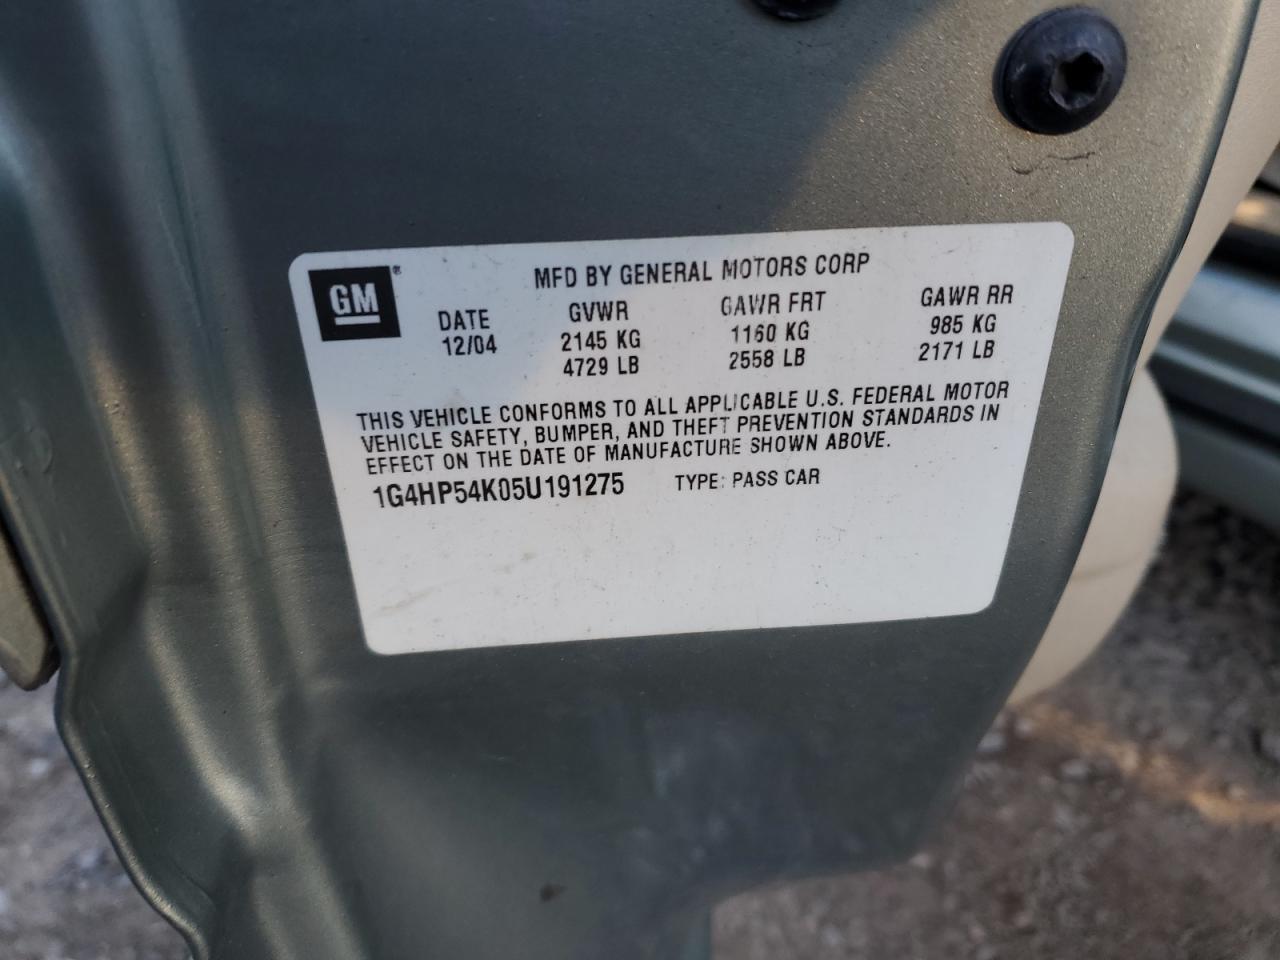 GM®
MFD BY GENERAL MOTORS CORP
DATE GVWR GAWR FRT GAWR RR
12/04 2145 KG 1160 KG 985 KG
4729 LB 2558 LB 2171 LB
THIS VEHICLE CONFORMS TO ALL APPLICABLE U.S. FEDERAL MOTOR
VEHICLE SAFETY, BUMPER, AND THEFT PREVENTION STANDARDS IN
EFFECT ON THE DATE OF MANUFACTURE SHOWN ABOVE.
1G4HP54K05U191275 TYPE: PASS CAR